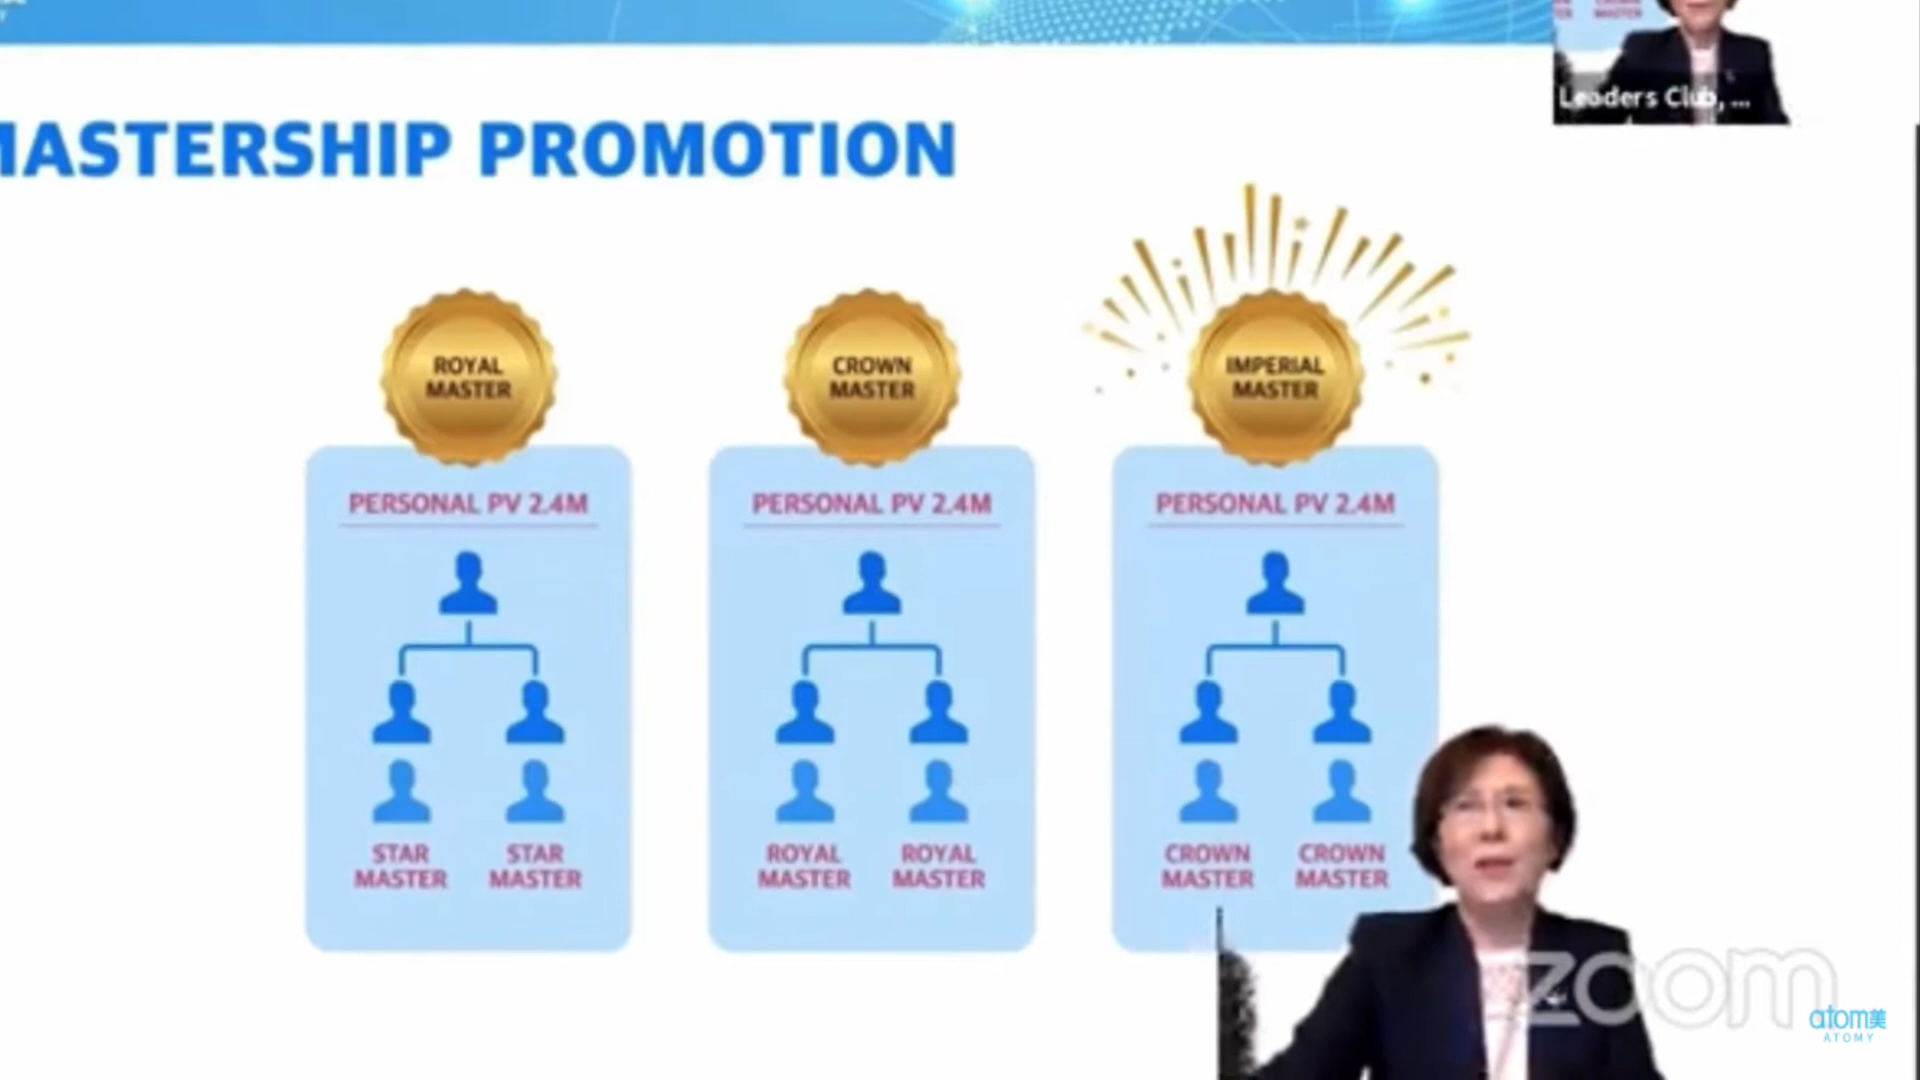 MASTERSHIP PROMOTION
Leaders Club, ...
ROYAL
MASTER
CROWN
MASTER
IMPERIAL
MASTER
PERSONAL PV 2.4M
PERSONAL PV 2.4M
PERSONAL PV 2.4M
STAR
MASTER
STAR
MASTER
ROYAL
MASTER
ROYAL
MASTER
CROWN
MASTER
CROWN
MASTER
zoom
atom美
ATOMY